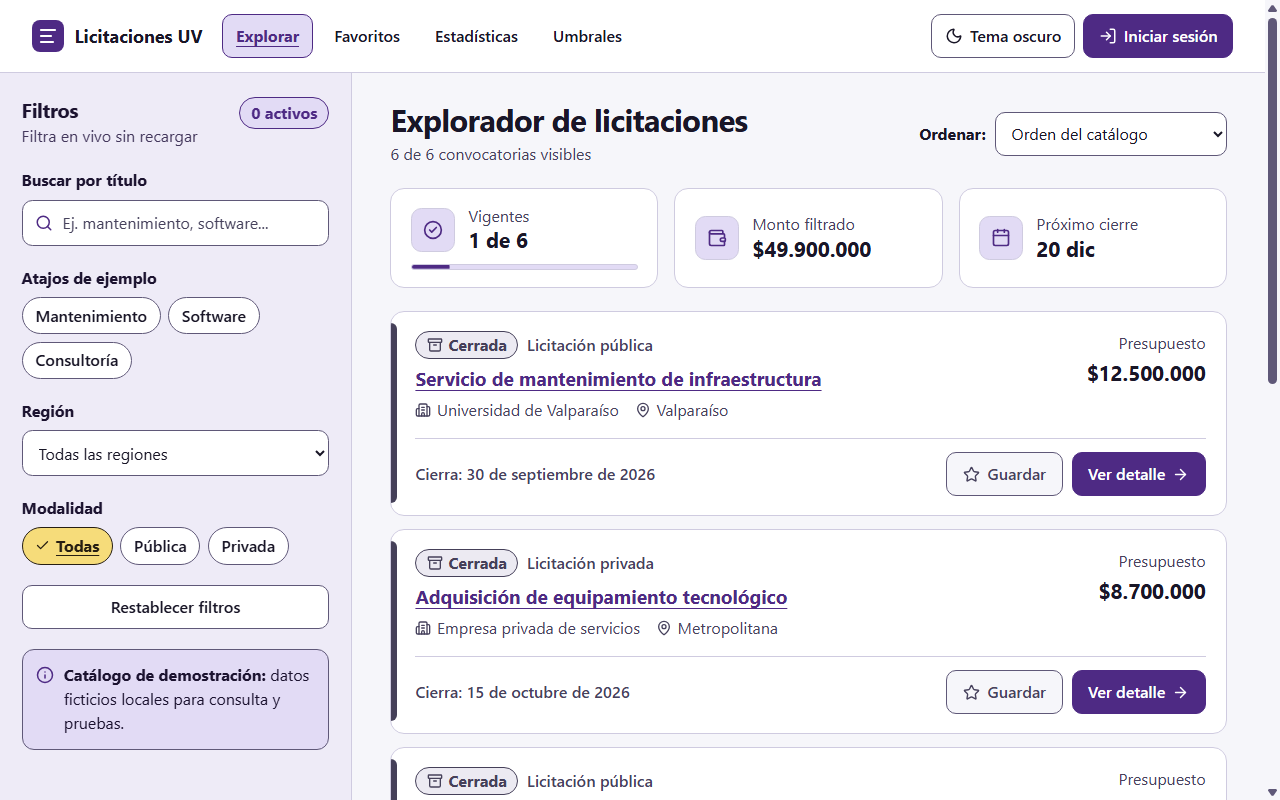 Licitaciones UV
Explorar
Favoritos
Estadísticas
Umbrales
Tema oscuro
Iniciar sesión
Filtros
0 activos
Filtra en vivo sin recargar
Buscar por título
Ej. mantenimiento, software...
Atajos de ejemplo
Mantenimiento
Software
Consultoría
Región
Todas las regiones
Modalidad
Todas
Pública
Privada
Restablecer filtros
Catálogo de demostración: datos
ficticios locales para consulta y
pruebas.
Explorador de licitaciones
6 de 6 convocatorias visibles
Ordenar:
Orden del catálogo
Vigentes
1 de 6
Monto filtrado
$49.900.000
Próximo cierre
20 dic
Cerrada
Licitación pública
Presupuesto
Servicio de mantenimiento de infraestructura
$12.500.000
Universidad de Valparaíso
Valparaíso
Cierra: 30 de septiembre de 2026
Guardar
Ver detalle
Cerrada
Licitación privada
Presupuesto
Adquisición de equipamiento tecnológico
$8.700.000
Empresa privada de servicios
Metropolitana
Cierra: 15 de octubre de 2026
Guardar
Ver detalle
Cerrada
Licitación pública
Presupuesto